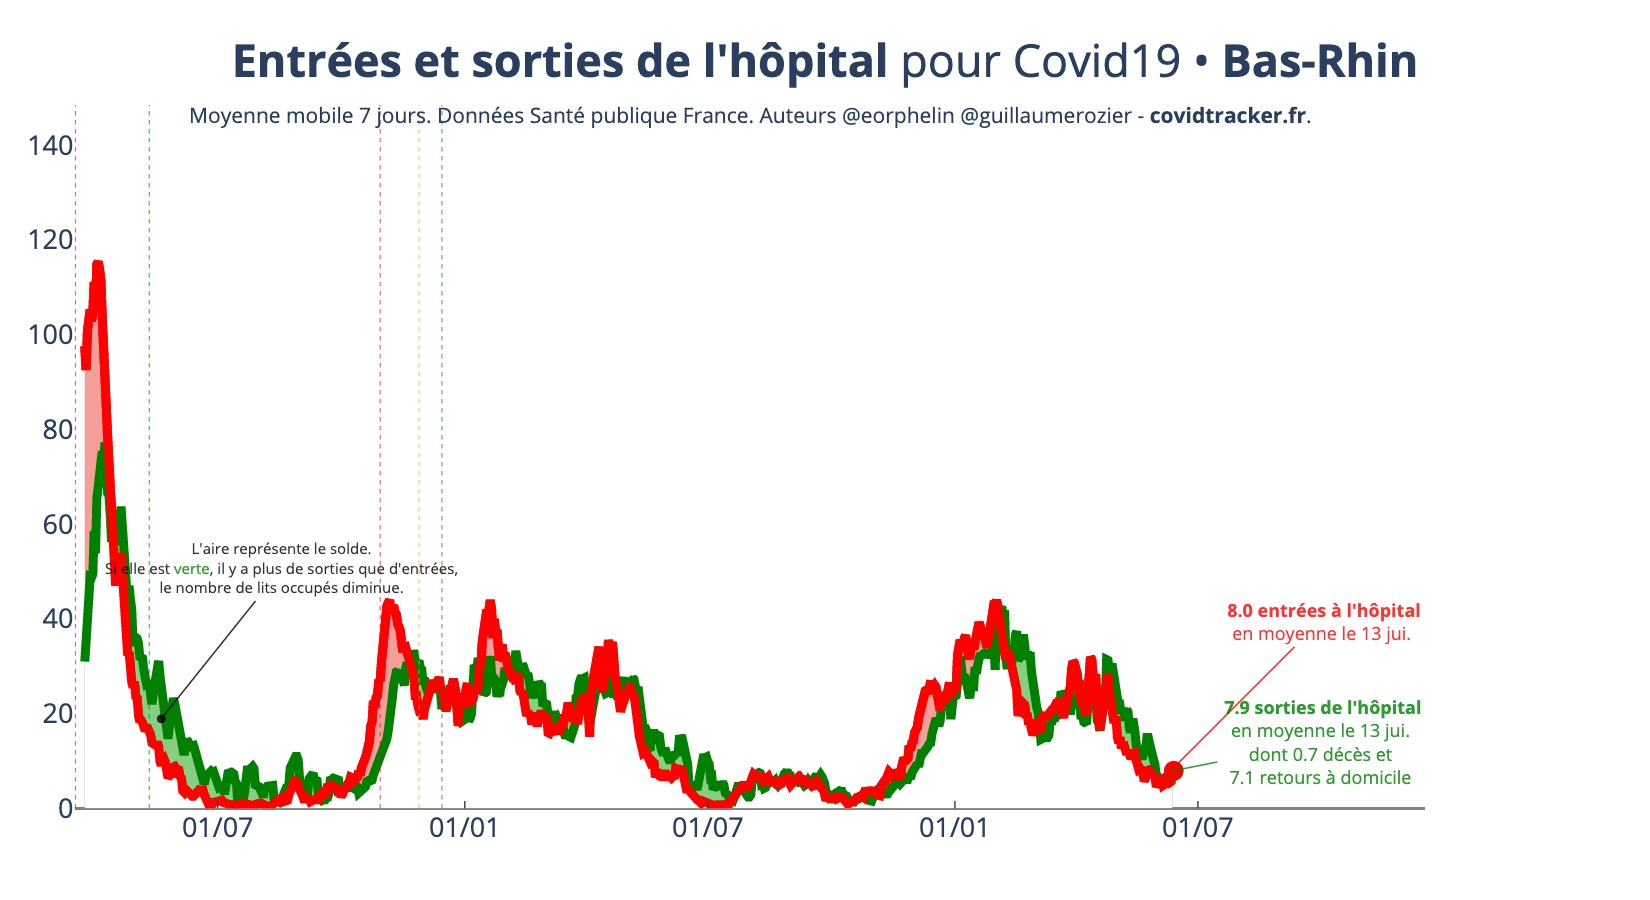 Entrées et sorties de l'hôpital pour Covid19 • Bas-Rhin
Moyenne mobile 7 jours. Données Santé publique France. Auteurs @eorphelin @guillaumerozier - covidtracker.fr.
140
120
100
80
60
40
20
0
L'aire représente le solde.
Si elle est verte, il y a plus de sorties que d'entrées,
le nombre de lits occupés diminue.
8.0 entrées à l'hôpital
en moyenne le 13 jui.
7.9 sorties de l'hôpital
en moyenne le 13 jui.
dont 0.7 décès et
7.1 retours à domicile
01/07
01/01
01/07
01/01
01/07